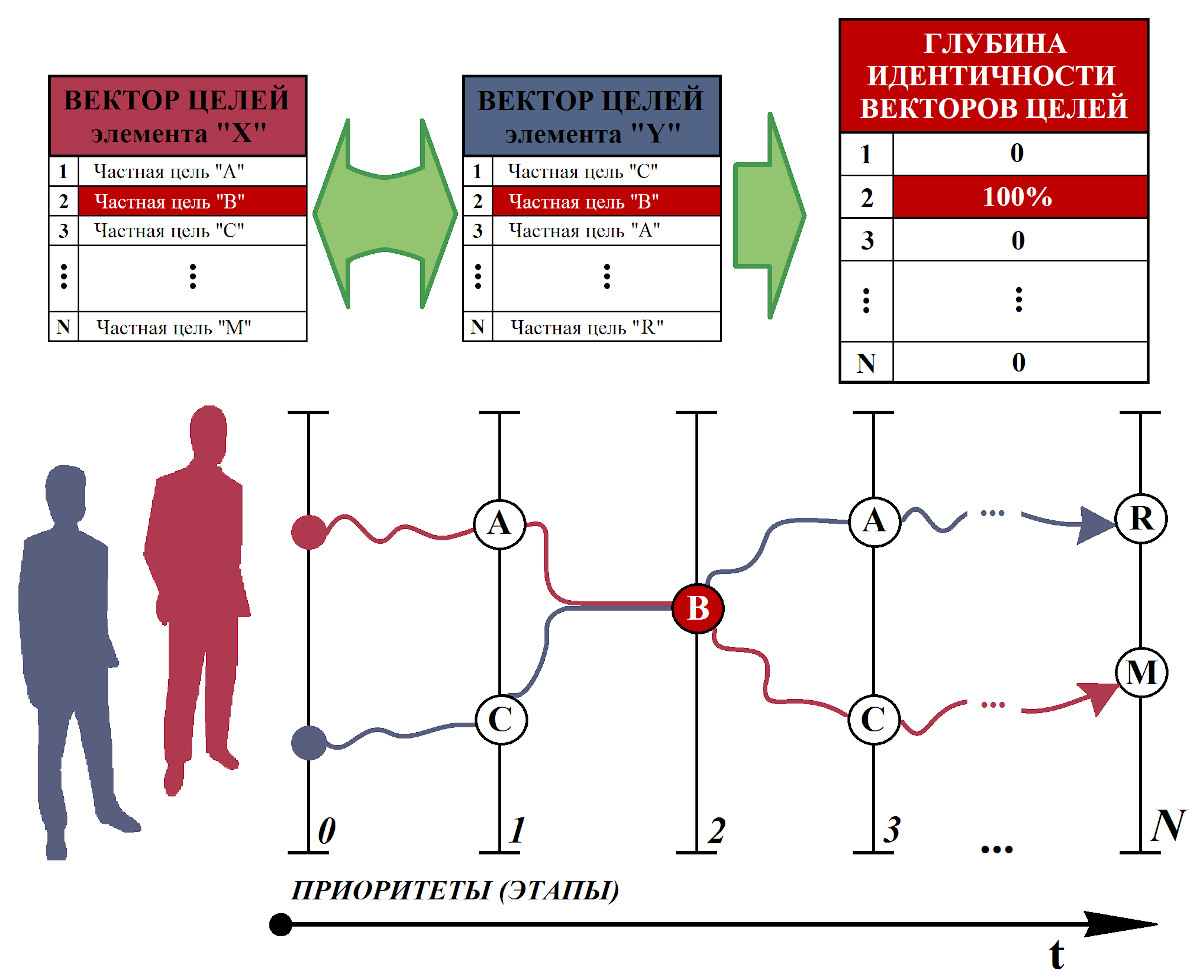 ВЕКТОР ЦЕЛЕЙ
элемента "X"
1 Частная цель "A"
2 Частная цель "B"
3 Частная цель "C"
⋮ ⋮
N Частная цель "M"
ВЕКТОР ЦЕЛЕЙ
элемента "Y"
1 Частная цель "C"
2 Частная цель "B"
3 Частная цель "A"
⋮ ⋮
N Частная цель "R"
ГЛУБИНА
ИДЕНТИЧНОСТИ
ВЕКТОРОВ ЦЕЛЕЙ
1 0
2 100%
3 0
⋮ ⋮
N 0
A
A
...
R
B
C
C
...
M
0 1 2 3 ... N
ПРИОРИТЕТЫ (ЭТАПЫ)
t